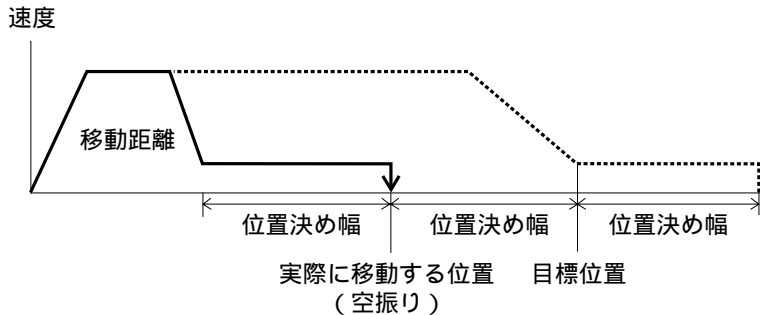 速度
移動距離
位置決め幅
位置決め幅
位置決め幅
実際に移動する位置
目標位置
（空振り）